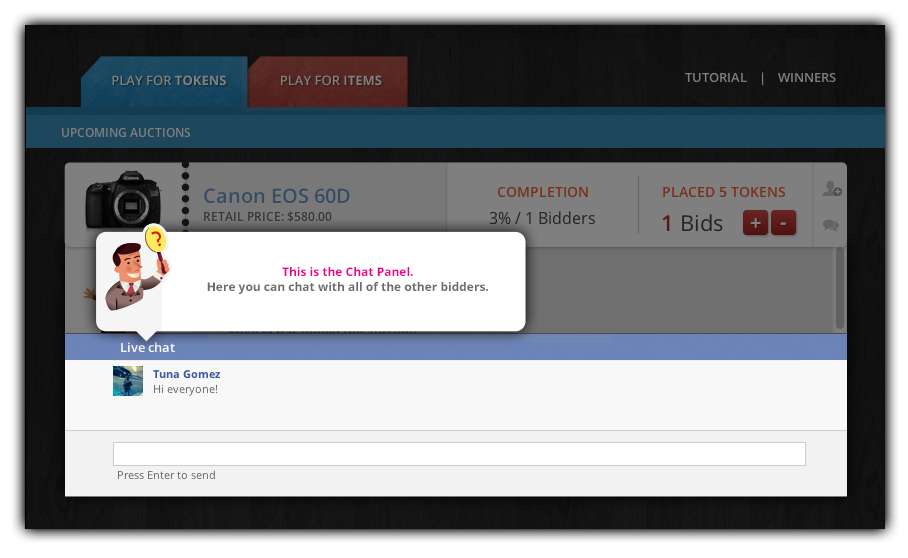 PLAY FOR TOKENS
PLAY FOR ITEMS
TUTORIAL | WINNERS
UPCOMING AUCTIONS
Canon EOS 60D
RETAIL PRICE: $580.00
COMPLETION
3% / 1 Bidders
PLACED 5 TOKENS
1 Bids + -
?
This is the Chat Panel.
Here you can chat with all of the other bidders.
Live chat
Tuna Gomez
Hi everyone!
Press Enter to send